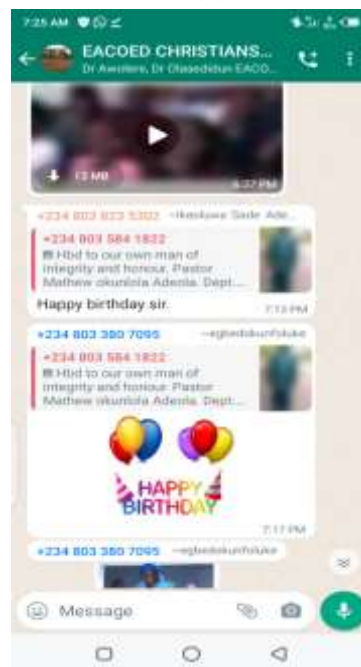 7:25 AM
EACOED CHRISTIANS...
Dr Awotere, Dr Olasedidun EACO...
13 MB
6:37 PM
+234 803 823 5302
+234 803 584 1822
Hbd to our own man of
integrity and honour. Pastor
Mathew okunlola Adeola. Dept...
Happy birthday sir.
7:13 PM
+234 803 380 7095 ~egbedokunfoluke
+234 803 584 1822
Hbd to our own man of
integrity and honour. Pastor
Mathew okunlola Adeola. Dept...
HAPPY
BIRTHDAY
7:17 PM
+234 803 380 7095 ~egbedokunfoluke
Message